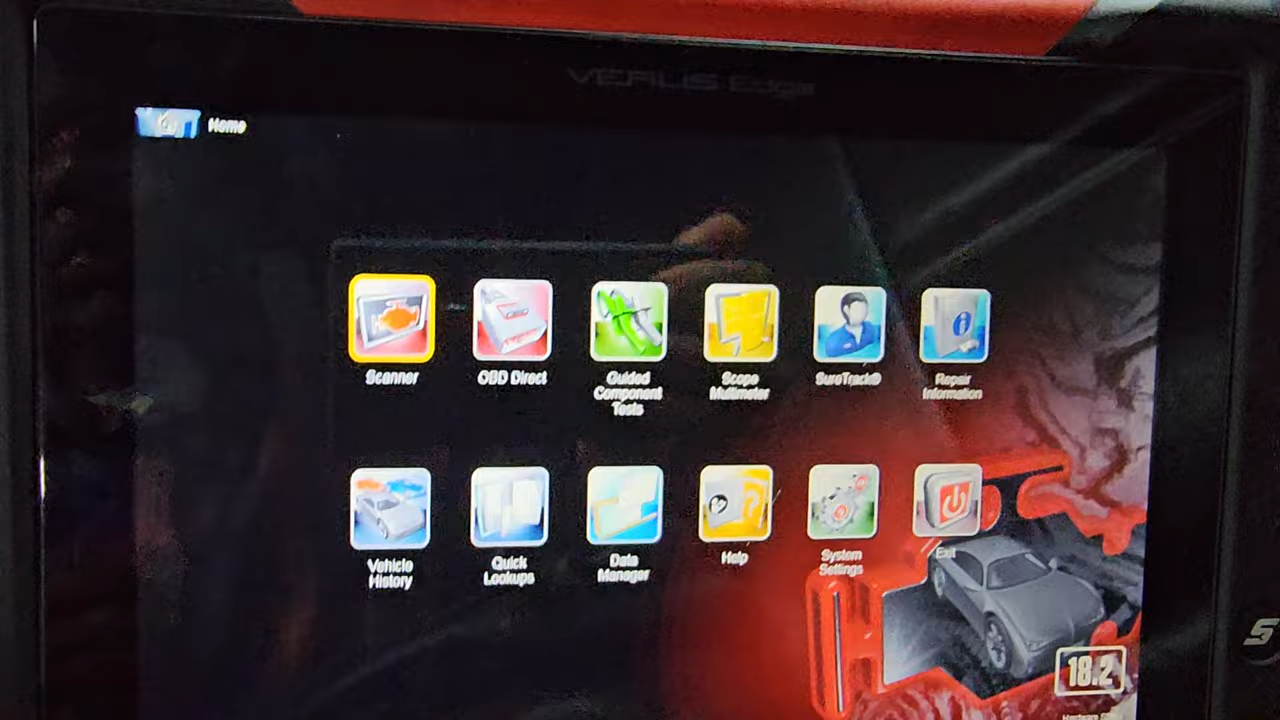 VERUS Edge
Home
Scanner
OBD Direct
Guided
Component
Tests
Scope
Multimeter
SureTrack®
Repair
Information
Vehicle
History
Quick
Lookups
Data
Manager
Help
System
Settings
Exit
18.2